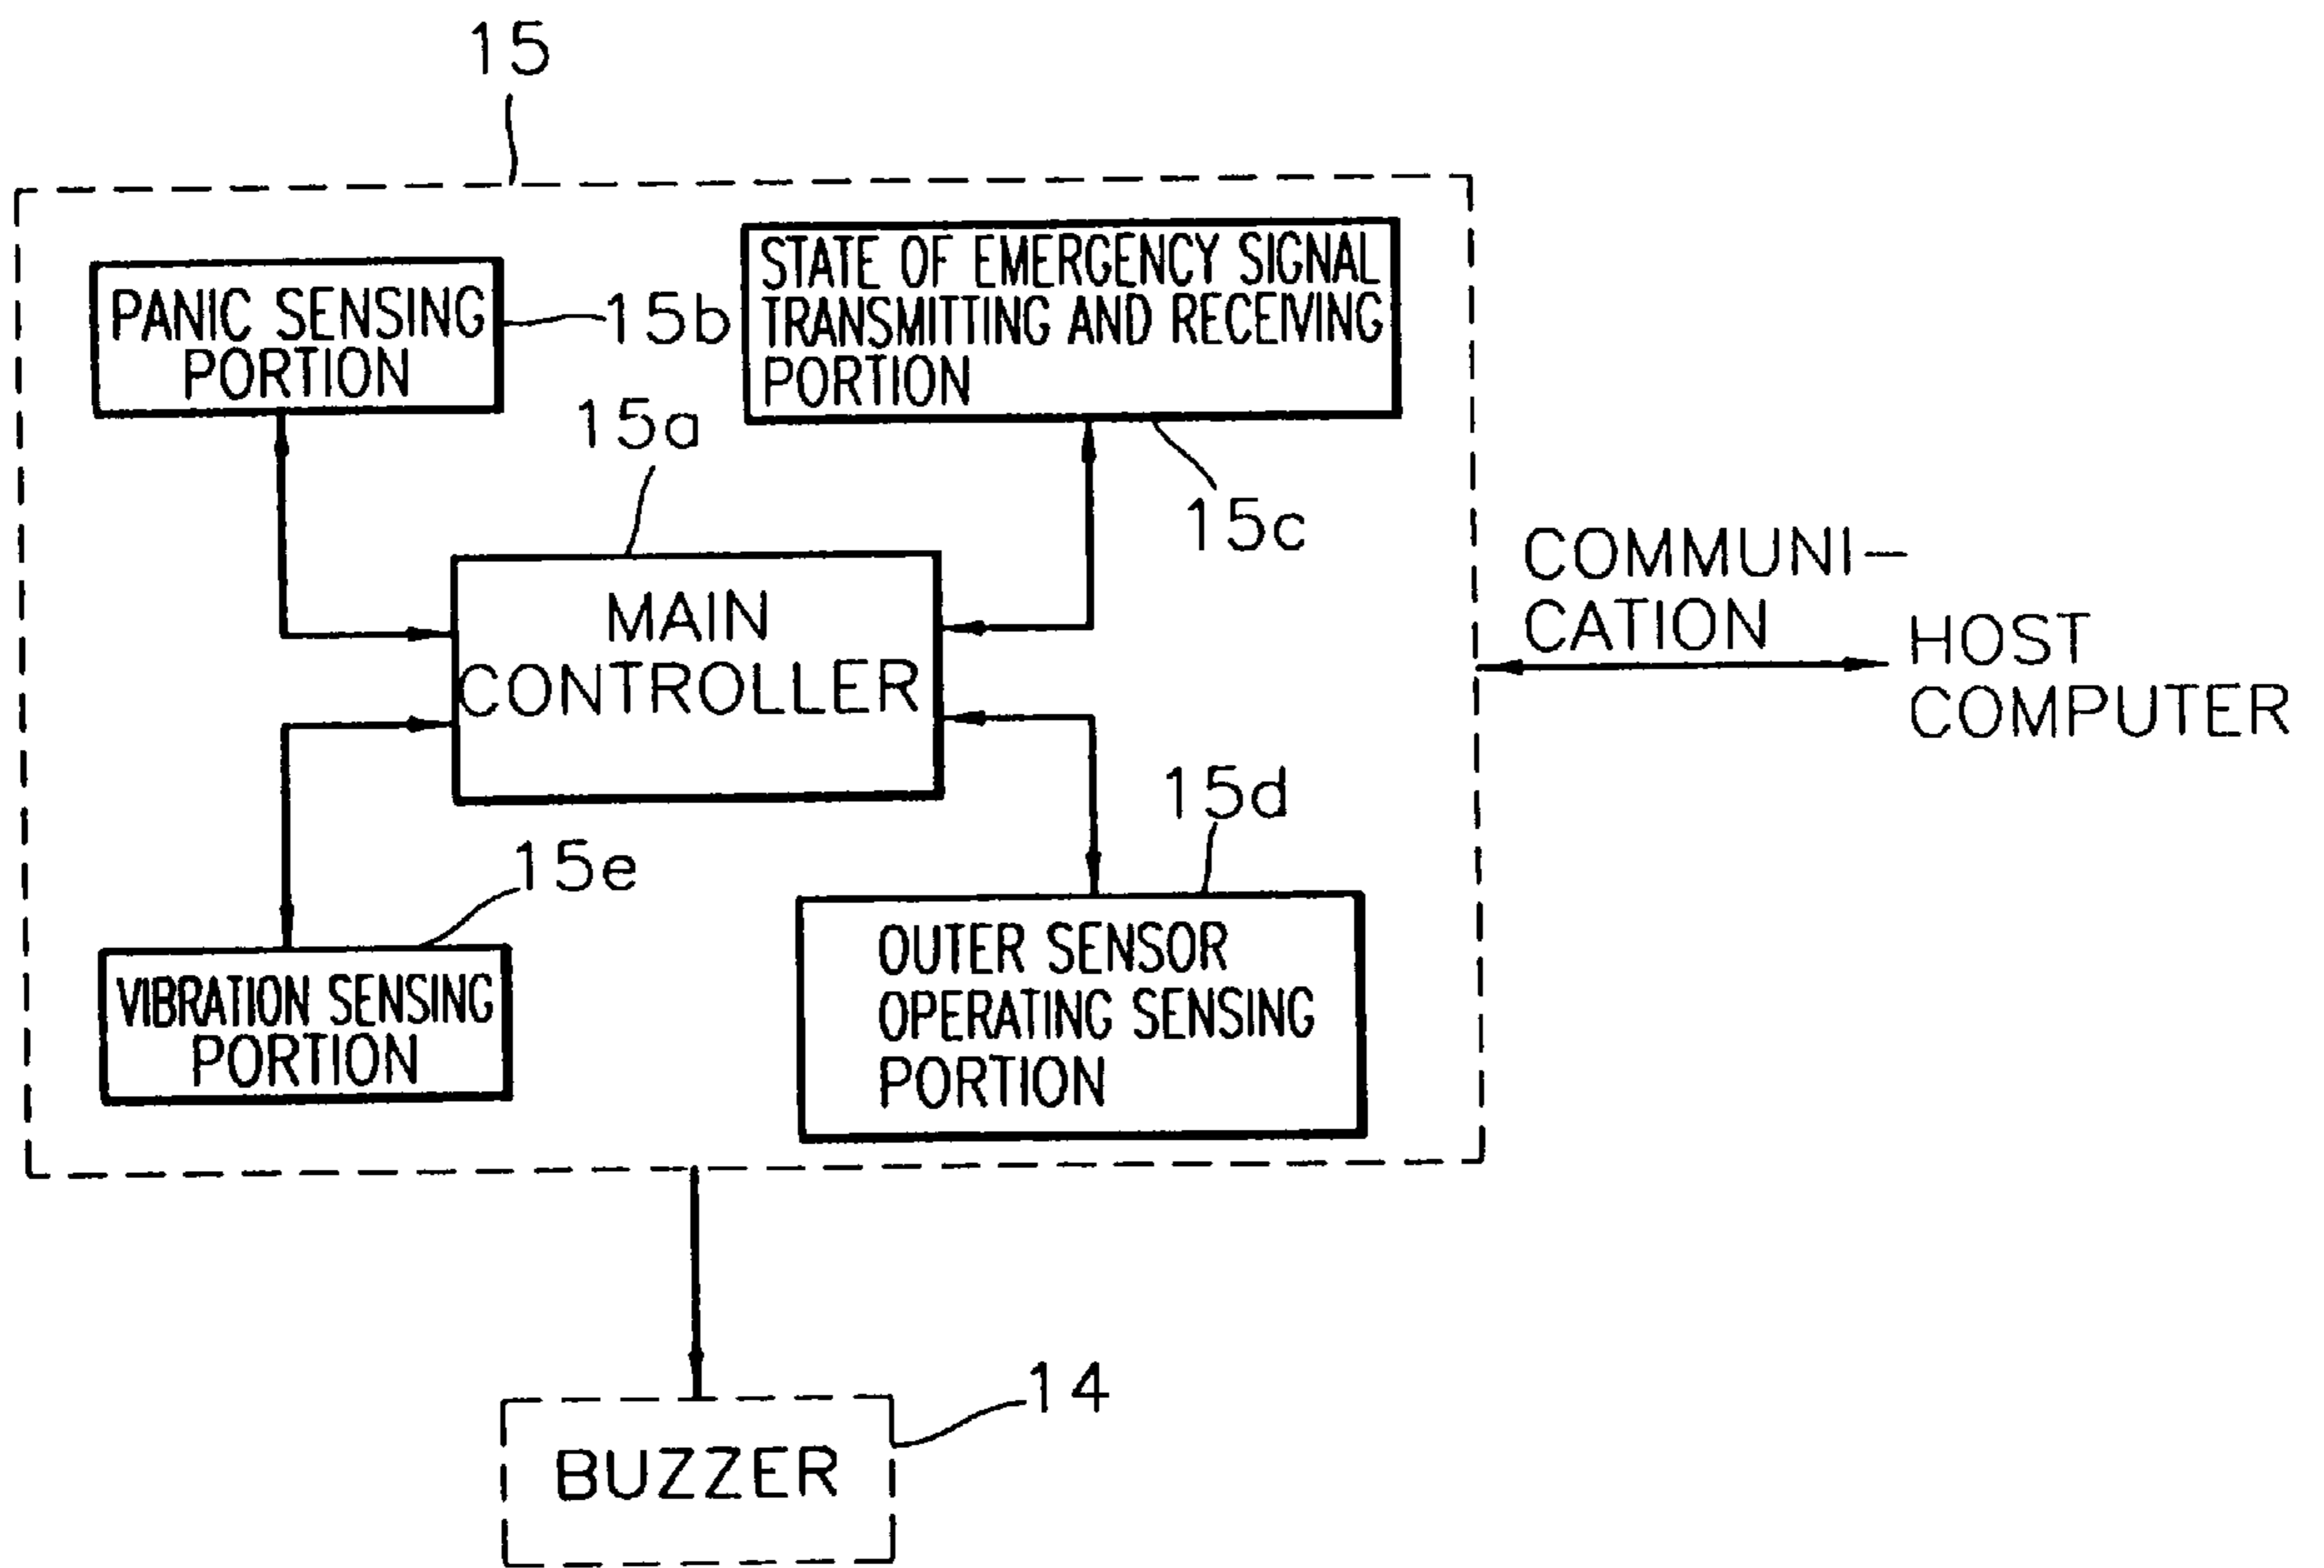 15
PANIC SENSING
PORTION
15b
STATE OF EMERGENCY SIGNAL
TRANSMITTING AND RECEIVING
PORTION
15a
15c
MAIN
CONTROLLER
COMMUNI-
CATION
HOST
COMPUTER
15d
15e
VIBRATION SENSING
PORTION
OUTER SENSOR
OPERATING SENSING
PORTION
14
BUZZER